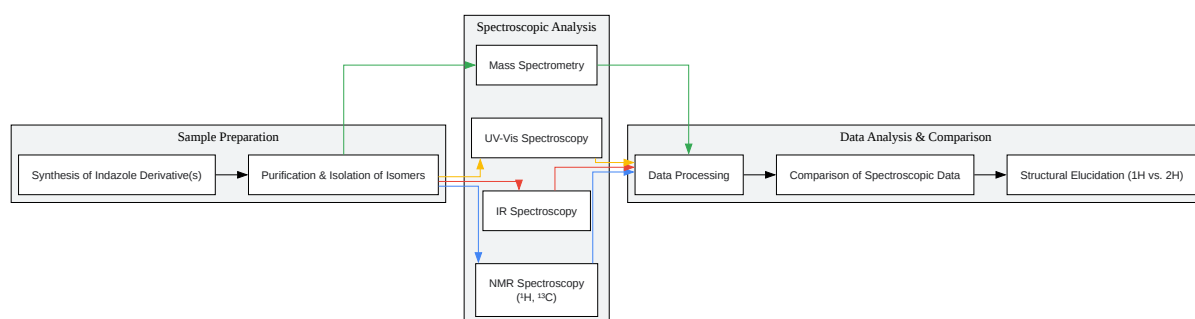 Spectroscopic Analysis
Mass Spectrometry
UV-Vis Spectroscopy
IR Spectroscopy
NMR Spectroscopy
(¹H, ¹³C)
Sample Preparation
Synthesis of Indazole Derivative(s)
Purification & Isolation of Isomers
Data Analysis & Comparison
Data Processing
Comparison of Spectroscopic Data
Structural Elucidation (1H vs. 2H)